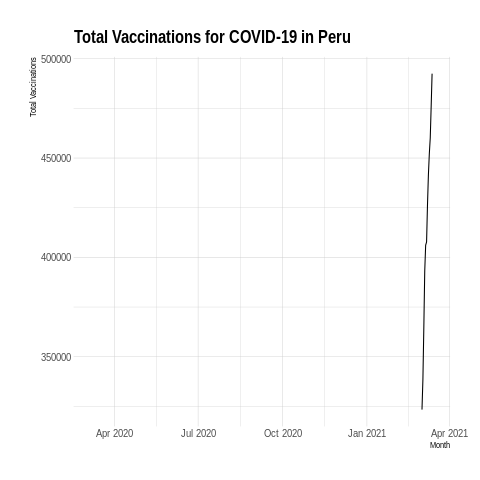 Total Vaccinations for COVID-19 in Peru
Total Vaccinations
500000
450000
400000
350000
Apr 2020
Jul 2020
Oct 2020
Jan 2021
Apr 2021
Month